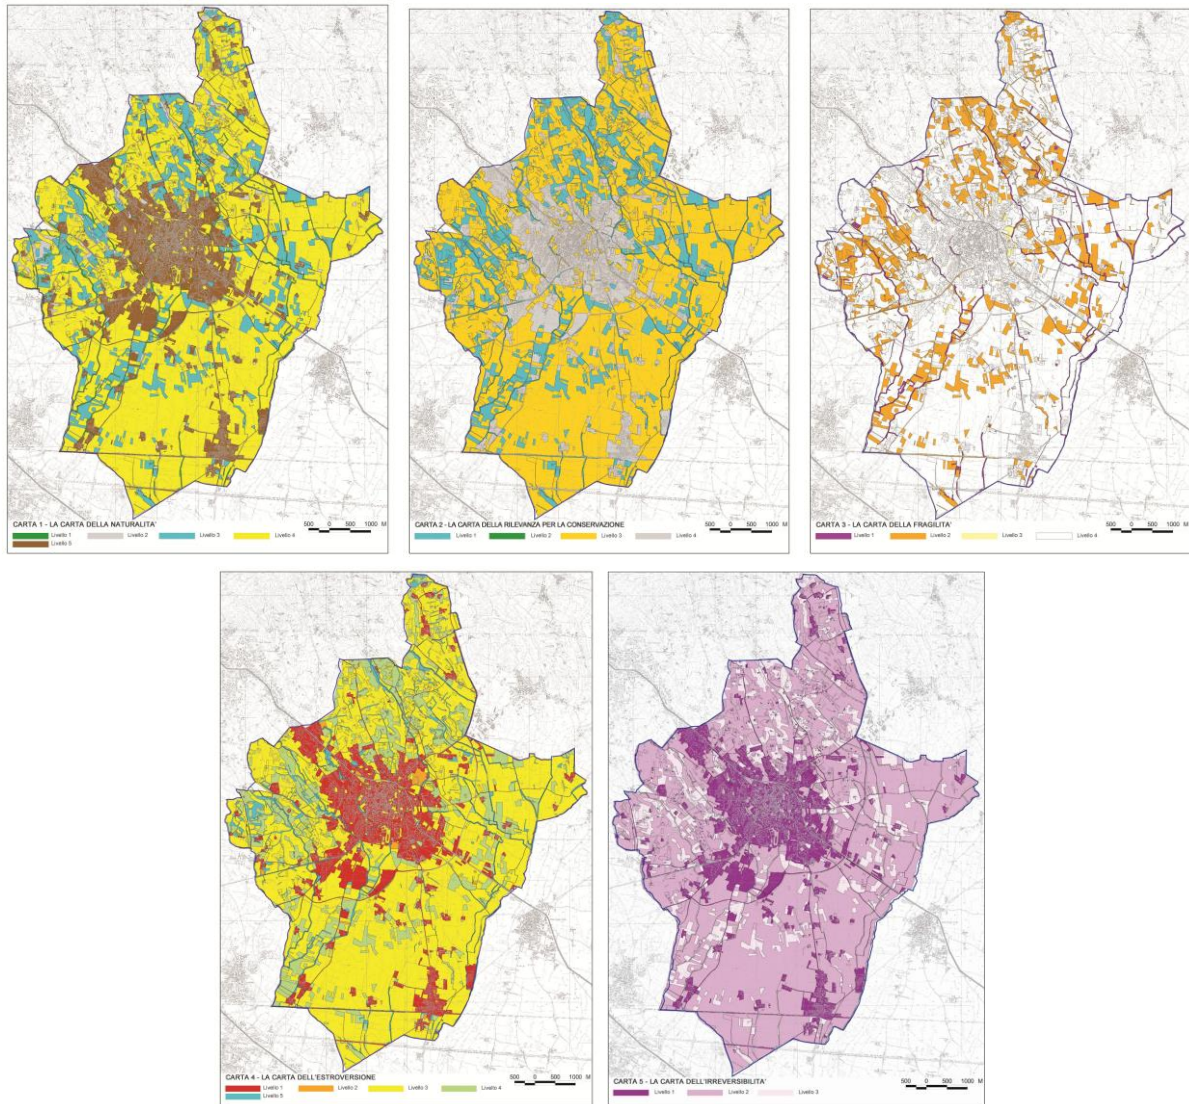 CARTA 1 - LA CARTA DELLA NATURALITA'
500 0 500 1000 M
Livello 1 Livello 2 Livello 3 Livello 4
Livello 5
CARTA 2 - LA CARTA DELLA RILEVANZA PER LA CONSERVAZIONE
500 0 500 1000 M
Livello 1 Livello 2 Livello 3 Livello 4
CARTA 3 - LA CARTA DELLA FRAGILITA'
500 0 500 1000 M
Livello 1 Livello 2 Livello 3 Livello 4
CARTA 4 - LA CARTA DELL'ESTROVERSIONE
500 0 500 1000 M
Livello 1 Livello 2 Livello 3 Livello 4
Livello 5
CARTA 5 - LA CARTA DELL'IRREVERSIBILITA'
500 0 500 1000 M
Livello 1 Livello 2 Livello 3